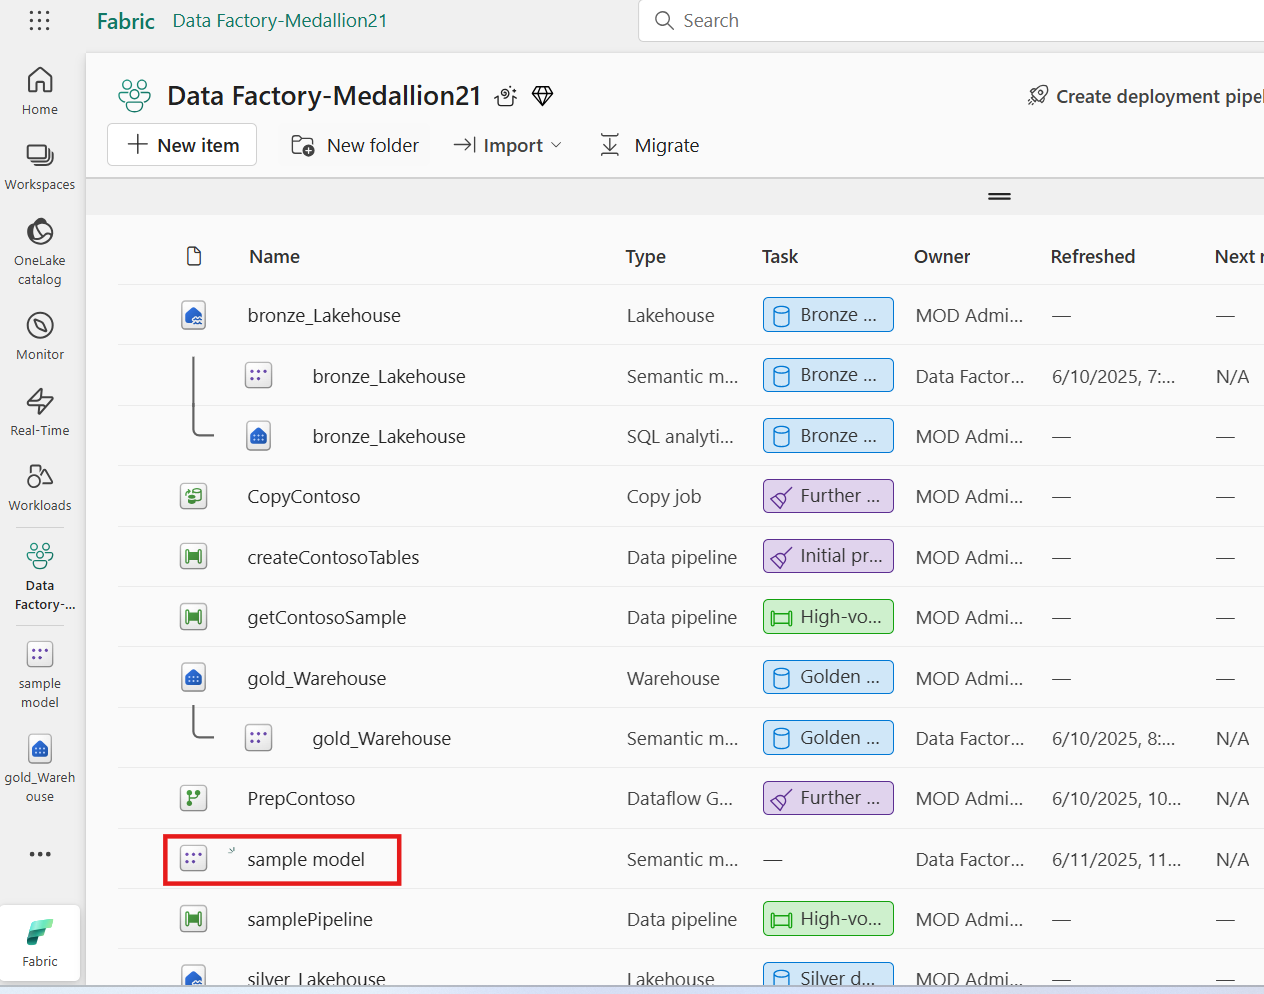 Fabric Data Factory-Medallion21 Search
Data Factory-Medallion21
Create deployment pipel
New item New folder Import Migrate
Home
Workspaces
OneLake
catalog
Monitor
Real-Time
Workloads
Data
Factory-...
sample
model
gold_Wareh
ouse
Fabric
Name Type Task Owner Refreshed Next r
bronze_Lakehouse Lakehouse Bronze ... MOD Admi... — —
bronze_Lakehouse Semantic m... Bronze ... Data Factor... 6/10/2025, 7:... N/A
bronze_Lakehouse SQL analyti... Bronze ... MOD Admi... — —
CopyContoso Copy job Further ... MOD Admi... — —
createContosoTables Data pipeline Initial pr... MOD Admi... — —
getContosoSample Data pipeline High-vo... MOD Admi... — —
gold_Warehouse Warehouse Golden ... MOD Admi... — —
gold_Warehouse Semantic m... Golden ... Data Factor... 6/10/2025, 8:... N/A
PrepContoso Dataflow G... Further ... MOD Admi... 6/10/2025, 10... N/A
sample model Semantic m... — Data Factor... 6/11/2025, 11... N/A
samplePipeline Data pipeline High-vo... MOD Admi... — —
silver_Lakehouse Lakehouse Silver d... MOD Admi... — —